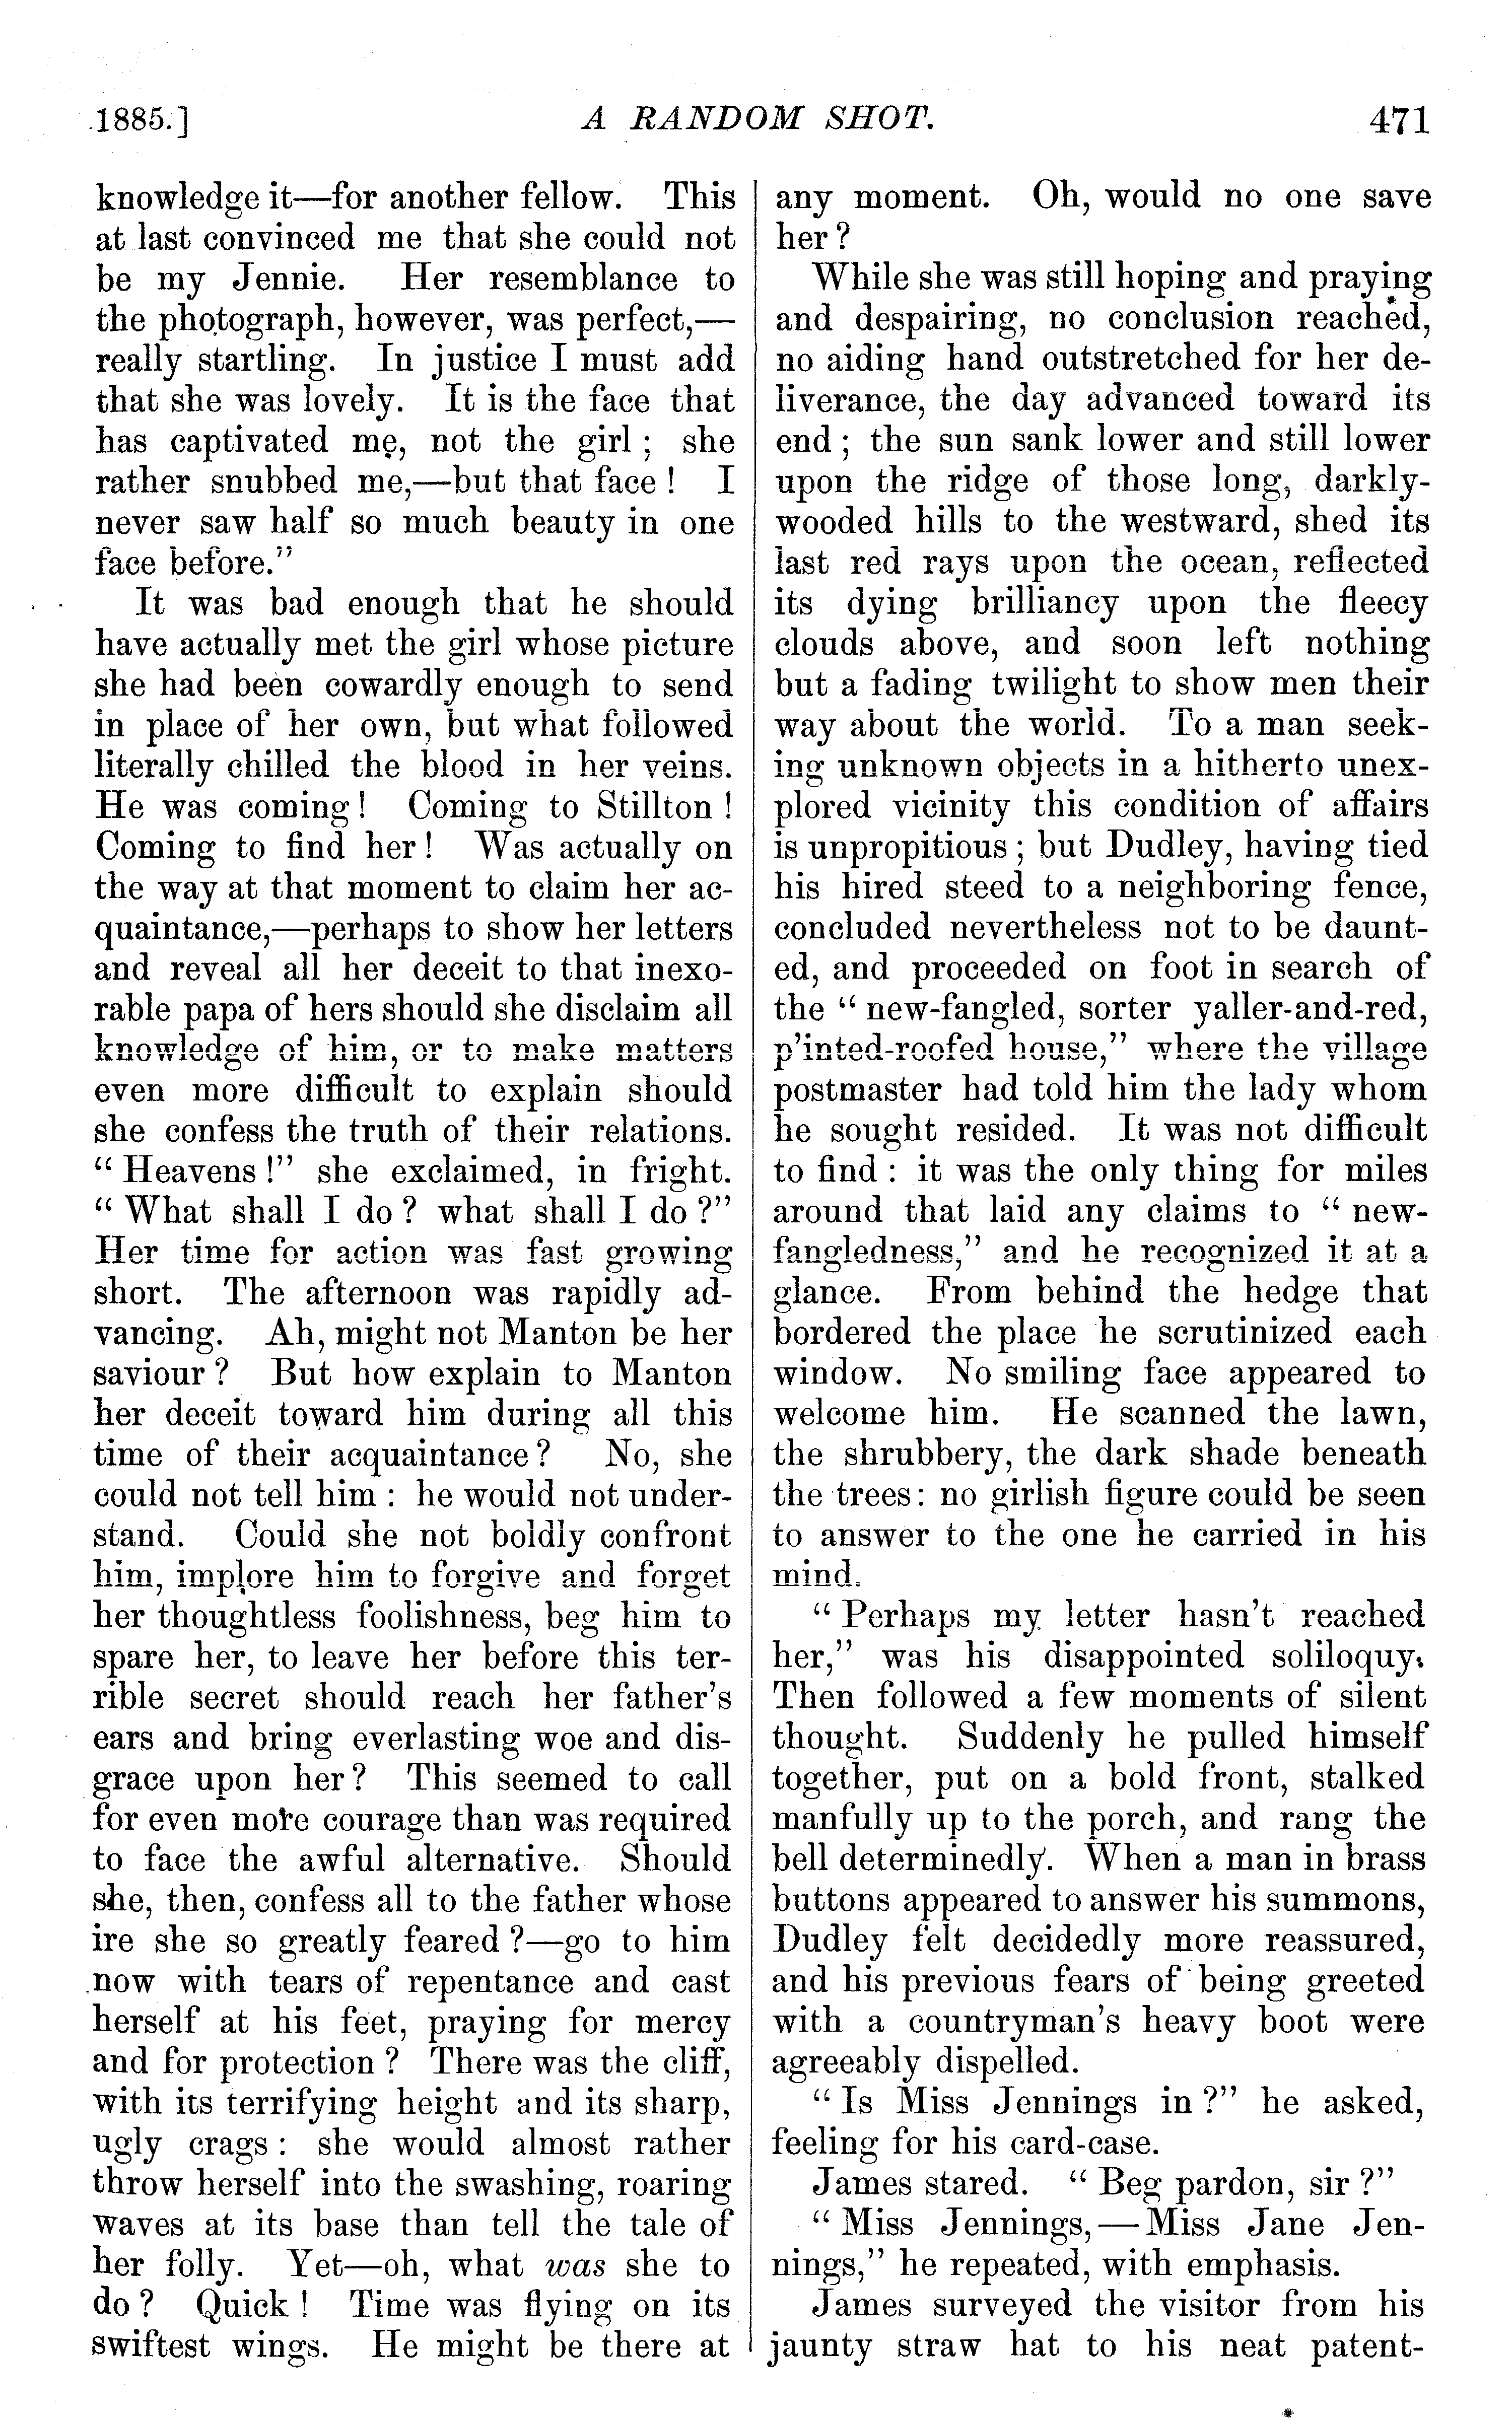 1885.] A RANDOM SHOT. 471
knowledge it—for another fellow. This
at last convinced me that she could not
be my Jennie. Her resemblance to
the photograph, however, was perfect,—
really startling. In justice I must add
that she was lovely. It is the face that
has captivated me, not the girl; she
rather snubbed me,—but that face! I
never saw half so much beauty in one
face before."
It was bad enough that he should
have actually met the girl whose picture
she had been cowardly enough to send
in place of her own, but what followed
literally chilled the blood in her veins.
He was coming! Coming to Stillton!
Coming to find her! Was actually on
the way at that moment to claim her ac-
quaintance,—perhaps to show her letters
and reveal all her deceit to that inexo-
rable papa of hers should she disclaim all
knowledge of him, or to make matters
even more difficult to explain should
she confess the truth of their relations.
"Heavens!" she exclaimed, in fright.
"What shall I do? what shall I do?"
Her time for action was fast growing
short. The afternoon was rapidly ad-
vancing. Ah, might not Manton be her
saviour? But how explain to Manton
her deceit toward him during all this
time of their acquaintance? No, she
could not tell him: he would not under-
stand. Could she not boldly confront
him, implore him to forgive and forget
her thoughtless foolishness, beg him to
spare her, to leave her before this ter-
rible secret should reach her father's
ears and bring everlasting woe and dis-
grace upon her? This seemed to call
for even more courage than was required
to face the awful alternative. Should
she, then, confess all to the father whose
ire she so greatly feared?—go to him
now with tears of repentance and cast
herself at his feet, praying for mercy
and for protection? There was the cliff,
with its terrifying height and its sharp,
ugly crags: she would almost rather
throw herself into the swashing, roaring
waves at its base than tell the tale of
her folly. Yet—oh, what was she to
do? Quick! Time was flying on its
swiftest wings. He might be there at
any moment. Oh, would no one save
her?
While she was still hoping and praying
and despairing, no conclusion reached,
no aiding hand outstretched for her de-
liverance, the day advanced toward its
end; the sun sank lower and still lower
upon the ridge of those long, darkly-
wooded hills to the westward, shed its
last red rays upon the ocean, reflected
its dying brilliancy upon the fleecy
clouds above, and soon left nothing
but a fading twilight to show men their
way about the world. To a man seek-
ing unknown objects in a hitherto unex-
plored vicinity this condition of affairs
is unpropitious; but Dudley, having tied
his hired steed to a neighboring fence,
concluded nevertheless not to be daunt-
ed, and proceeded on foot in search of
the "new-fangled, sorter yaller-and-red,
p'inted-roofed house," where the village
postmaster had told him the lady whom
he sought resided. It was not difficult
to find: it was the only thing for miles
around that laid any claims to "new-
fangledness," and he recognized it at a
glance. From behind the hedge that
bordered the place he scrutinized each
window. No smiling face appeared to
welcome him. He scanned the lawn,
the shrubbery, the dark shade beneath
the trees: no girlish figure could be seen
to answer to the one he carried in his
mind.
"Perhaps my letter hasn't reached
her," was his disappointed soliloquy.
Then followed a few moments of silent
thought. Suddenly he pulled himself
together, put on a bold front, stalked
manfully up to the porch, and rang the
bell determinedly. When a man in brass
buttons appeared to answer his summons,
Dudley felt decidedly more reassured,
and his previous fears of being greeted
with a countryman's heavy boot were
agreeably dispelled.
"Is Miss Jennings in?" he asked,
feeling for his card-case.
James stared. "Beg pardon, sir?"
"Miss Jennings,—Miss Jane Jen-
nings," he repeated, with emphasis.
James surveyed the visitor from his
jaunty straw hat to his neat patent-